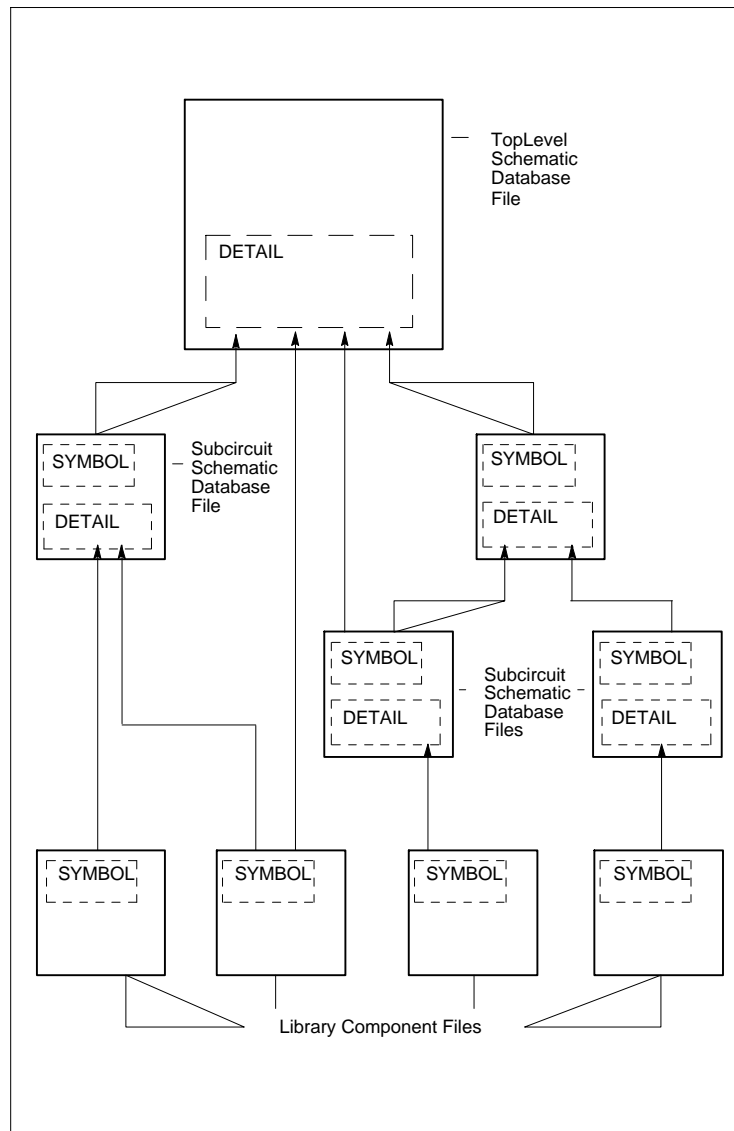 TopLevel
Schematic
Database
File
DETAIL
SYMBOL
DETAIL
Subcircuit
Schematic
Database
File
SYMBOL
DETAIL
SYMBOL
DETAIL
Subcircuit
Schematic
Database
Files
SYMBOL
DETAIL
SYMBOL
SYMBOL
SYMBOL
SYMBOL
Library Component Files